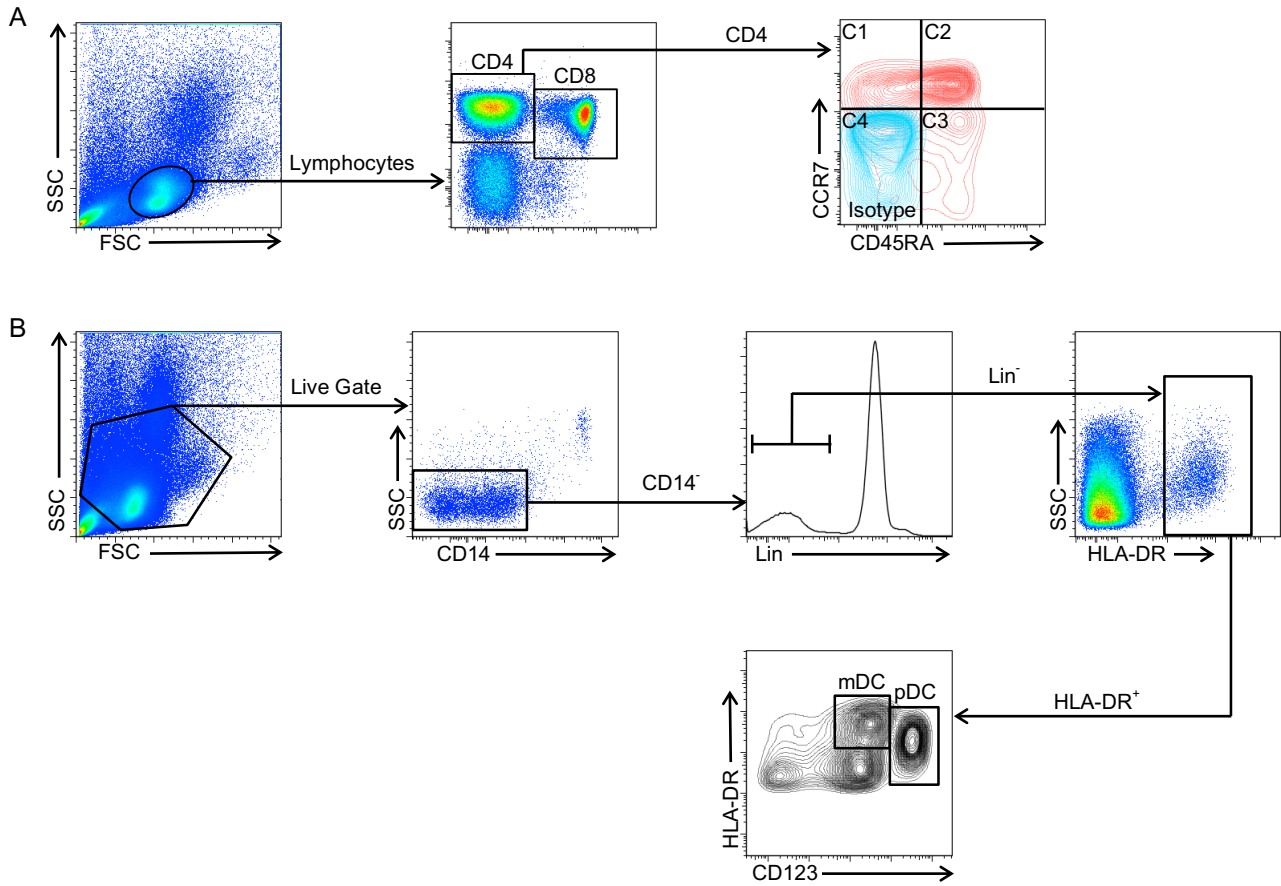 A
SSC
FSC
Lymphocytes
CD4
CD8
CD4
C1
C2
C4
C3
Isotype
CCR7
CD45RA
B
SSC
FSC
Live Gate
SSC
CD14
CD14⁻
Lin
Lin⁻
SSC
HLA-DR
HLA-DR⁺
mDC
pDC
HLA-DR
CD123